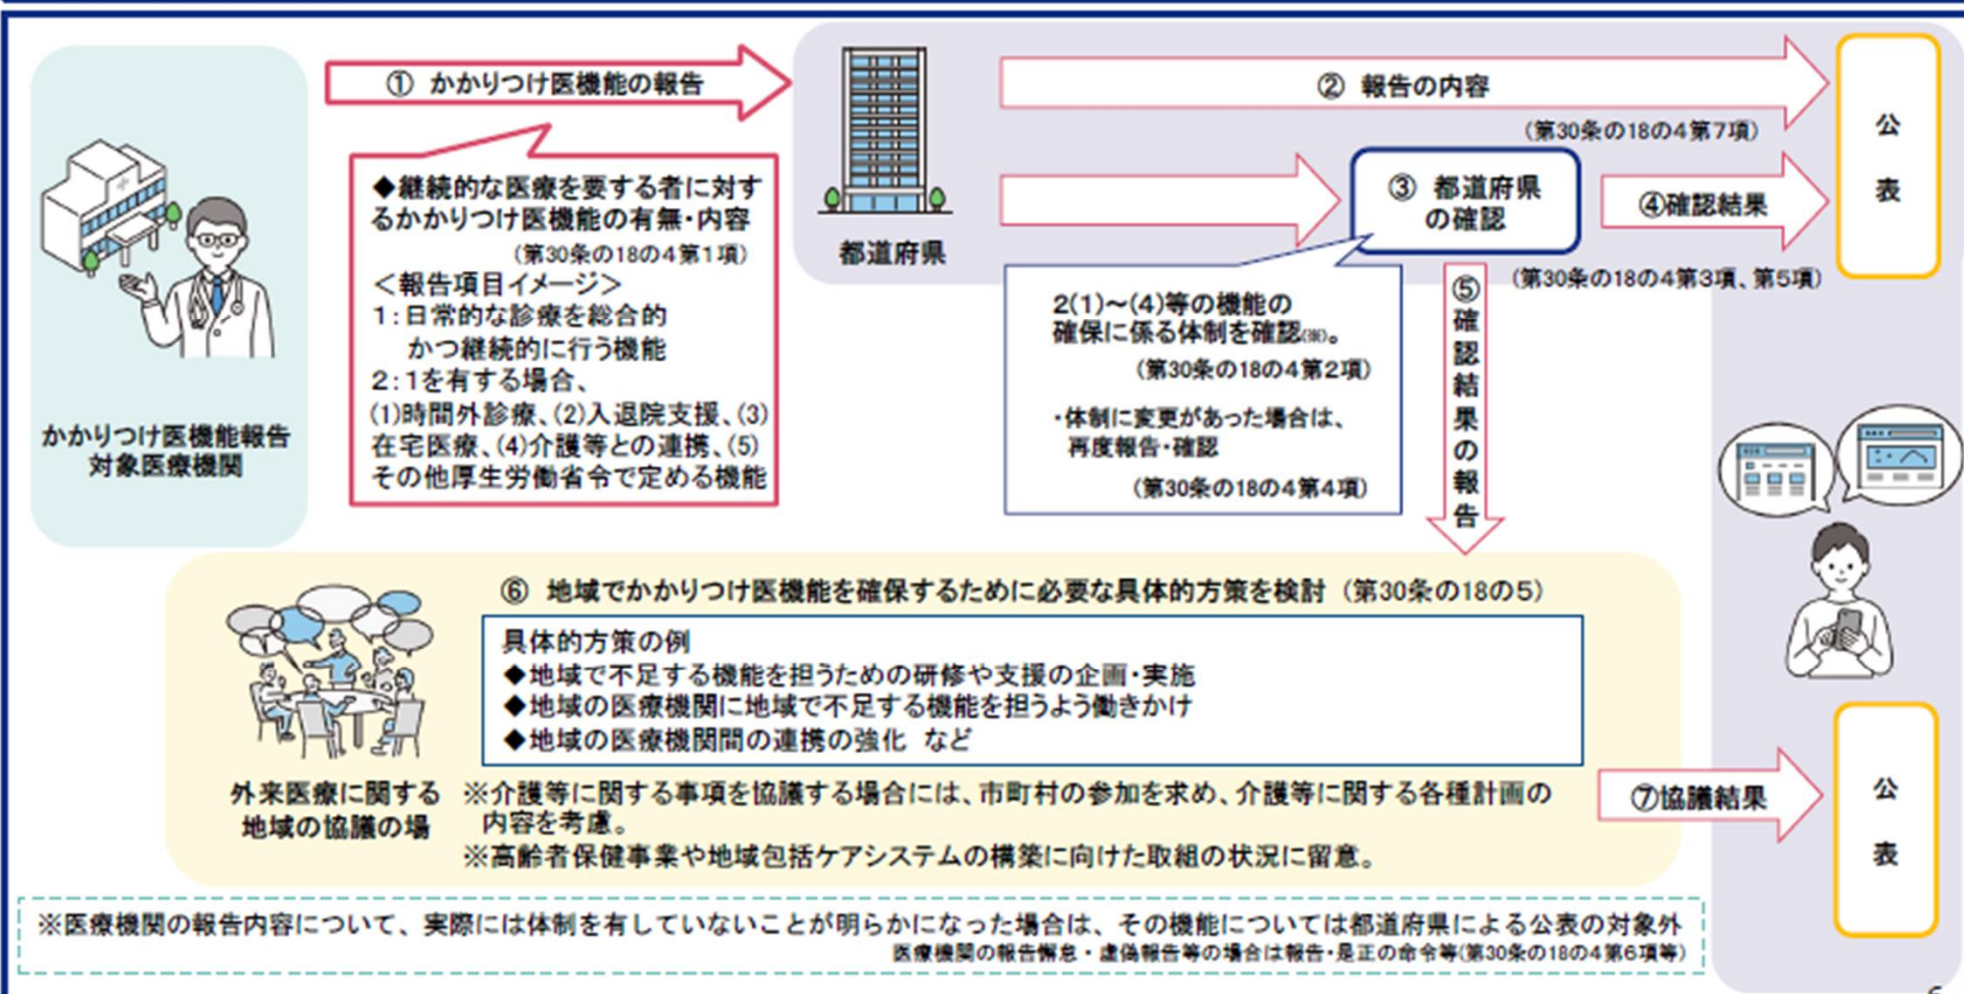 ① かかりつけ医機能の報告
② 報告の内容
(第30条の18の4第7項)
公表
③ 都道府県
の確認
④確認結果
(第30条の18の4第3項、第5項)
都道府県
かかりつけ医機能報告
対象医療機関
◆継続的な医療を要する者に対す
るかかりつけ医機能の有無・内容
(第30条の18の4第1項)
＜報告項目イメージ＞
1:日常的な診療を総合的
かつ継続的に行う機能
2:1を有する場合、
(1)時間外診療、(2)入退院支援、(3)
在宅医療、(4)介護等との連携、(5)
その他厚生労働省令で定める機能
2(1)～(4)等の機能の
確保に係る体制を確認(※)。
(第30条の18の4第2項)
・体制に変更があった場合は、
再度報告・確認
(第30条の18の4第4項)
⑤確認結果の報告
⑥ 地域でかかりつけ医機能を確保するために必要な具体的方策を検討 (第30条の18の5)
具体的方策の例
◆地域で不足する機能を担うための研修や支援の企画・実施
◆地域の医療機関に地域で不足する機能を担うよう働きかけ
◆地域の医療機関間の連携の強化 など
外来医療に関する
地域の協議の場
※介護等に関する事項を協議する場合には、市町村の参加を求め、介護等に関する各種計画の
内容を考慮。
※高齢者保健事業や地域包括ケアシステムの構築に向けた取組の状況に留意。
⑦協議結果
公表
※医療機関の報告内容について、実際には体制を有していないことが明らかになった場合は、その機能については都道府県による公表の対象外
医療機関の報告懈怠・虚偽報告等の場合は報告・是正の命令等(第30条の18の4第6項等)